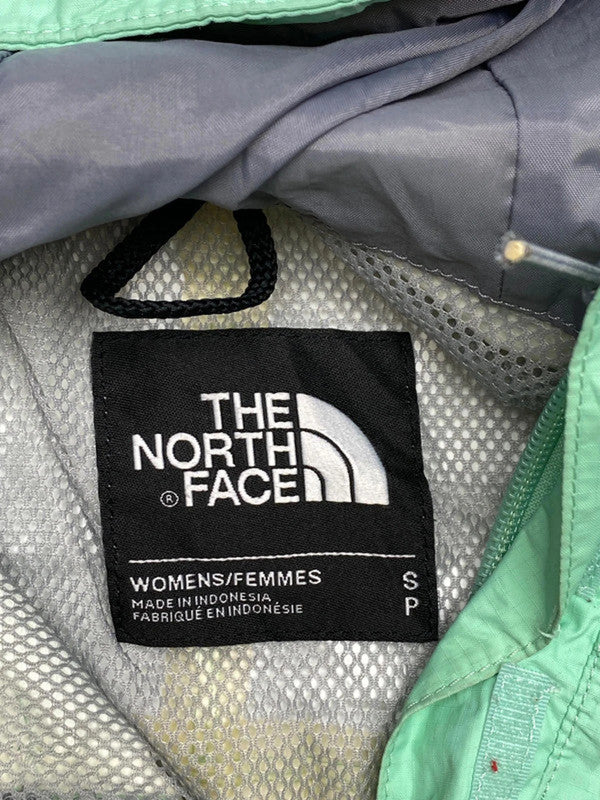 THE
NORTH
® FACE
WOMENS/FEMMES S
MADE IN INDONESIA
FABRIQUÉ EN INDONÉSIE P